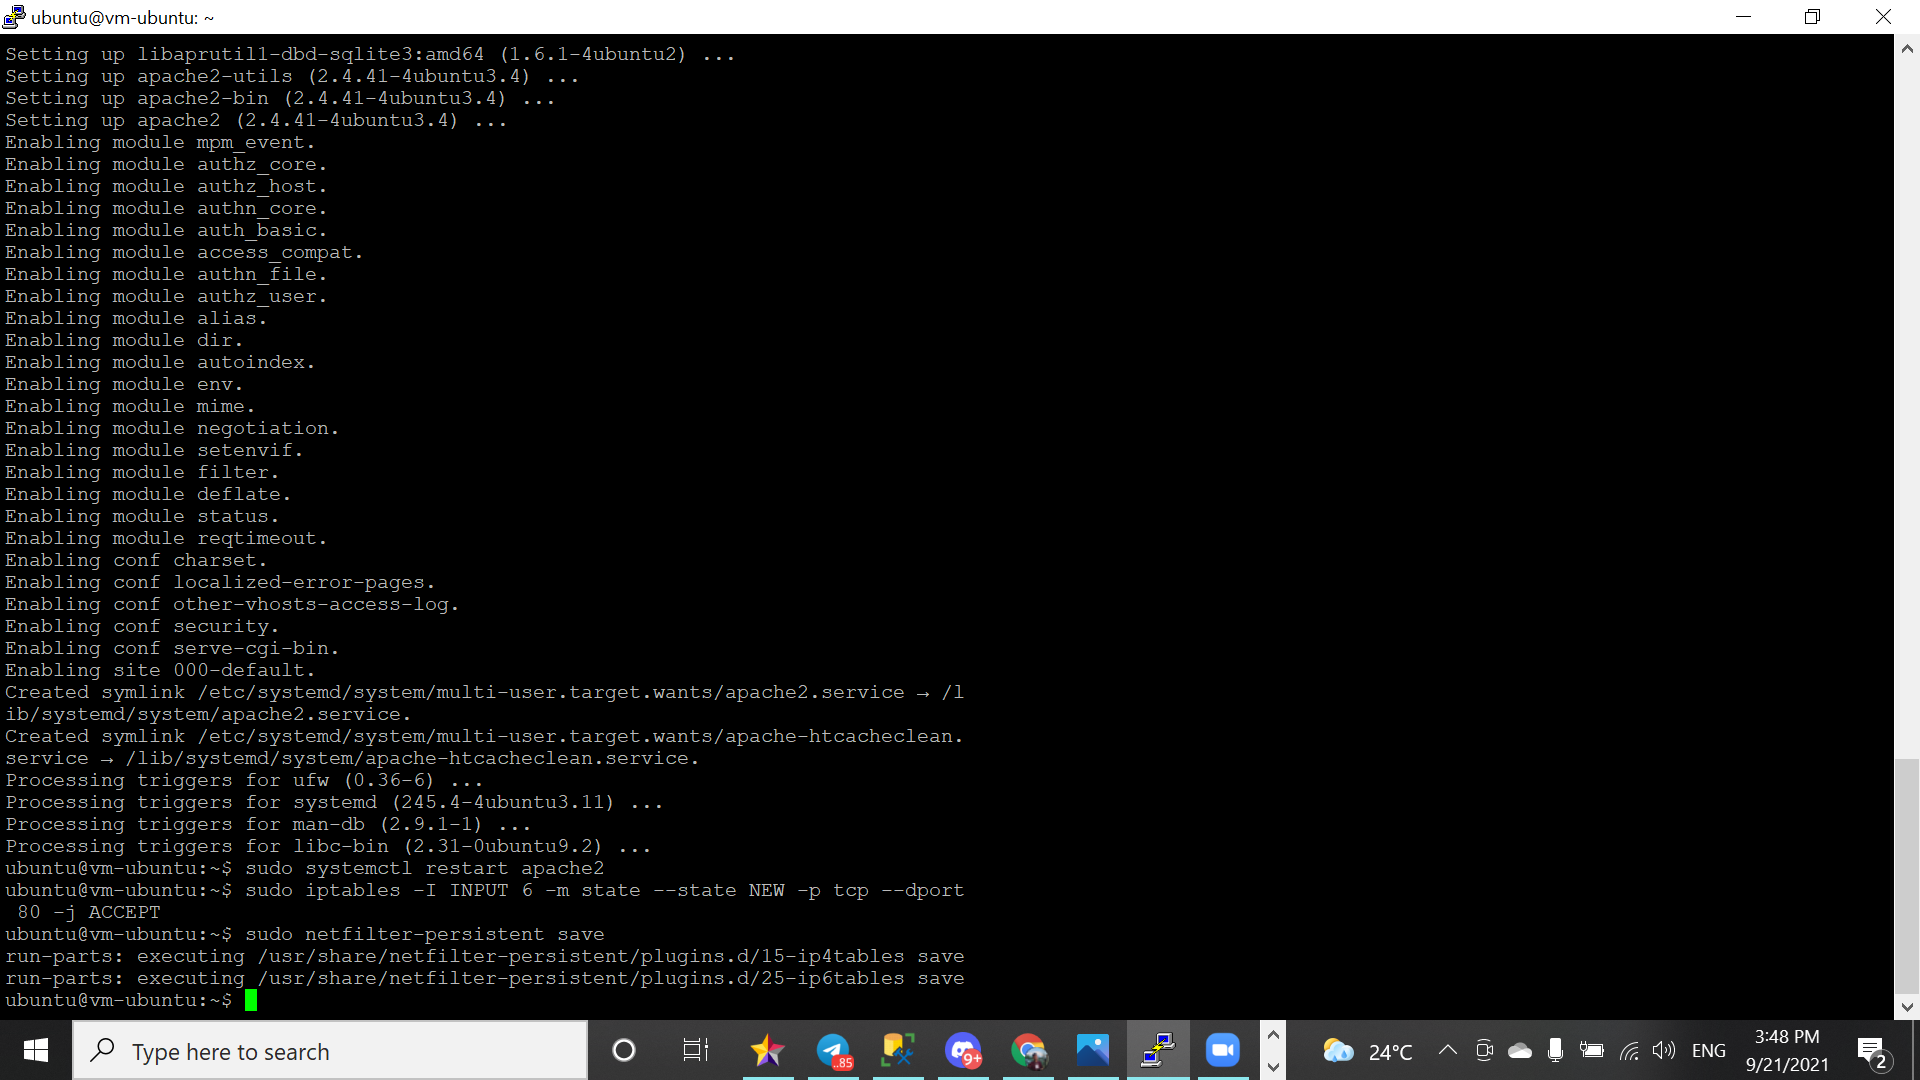 ubuntu@vm-ubuntu: ~
Setting up libaprutil1-dbd-sqlite3:amd64 (1.6.1-4ubuntu2) ...
Setting up apache2-utils (2.4.41-4ubuntu3.4) ...
Setting up apache2-bin (2.4.41-4ubuntu3.4) ...
Setting up apache2 (2.4.41-4ubuntu3.4) ...
Enabling module mpm_event.
Enabling module authz_core.
Enabling module authz_host.
Enabling module authn_core.
Enabling module auth_basic.
Enabling module access_compat.
Enabling module authn_file.
Enabling module authz_user.
Enabling module alias.
Enabling module dir.
Enabling module autoindex.
Enabling module env.
Enabling module mime.
Enabling module negotiation.
Enabling module setenvif.
Enabling module filter.
Enabling module deflate.
Enabling module status.
Enabling module reqtimeout.
Enabling conf charset.
Enabling conf localized-error-pages.
Enabling conf other-vhosts-access-log.
Enabling conf security.
Enabling conf serve-cgi-bin.
Enabling site 000-default.
Created symlink /etc/systemd/system/multi-user.target.wants/apache2.service → /l
ib/systemd/system/apache2.service.
Created symlink /etc/systemd/system/multi-user.target.wants/apache-htcacheclean.
service → /lib/systemd/system/apache-htcacheclean.service.
Processing triggers for ufw (0.36-6) ...
Processing triggers for systemd (245.4-4ubuntu3.11) ...
Processing triggers for man-db (2.9.1-1) ...
Processing triggers for libc-bin (2.31-0ubuntu9.2) ...
ubuntu@vm-ubuntu:~$ sudo systemctl restart apache2
ubuntu@vm-ubuntu:~$ sudo iptables -I INPUT 6 -m state --state NEW -p tcp --dport
 80 -j ACCEPT
ubuntu@vm-ubuntu:~$ sudo netfilter-persistent save
run-parts: executing /usr/share/netfilter-persistent/plugins.d/15-ip4tables save
run-parts: executing /usr/share/netfilter-persistent/plugins.d/25-ip6tables save
ubuntu@vm-ubuntu:~$
Type here to search
..85
9+
24°C
ENG
3:48 PM
9/21/2021
2